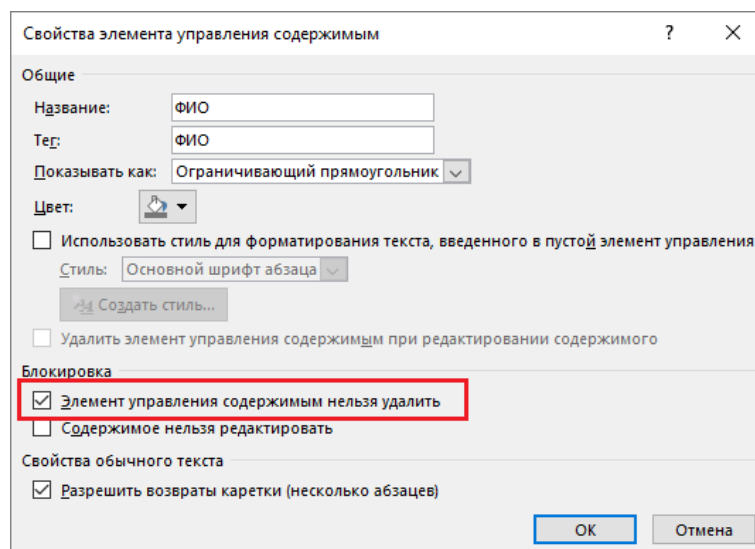 Свойства элемента управления содержимым ? ✕
Общие
Название: ФИО
Тег: ФИО
Показывать как: Ограничивающий прямоугольник
Цвет:
Использовать стиль для форматирования текста, введенного в пустой элемент управления
Стиль: Основной шрифт абзаца
Создать стиль...
Удалить элемент управления содержимым при редактировании содержимого
Блокировка
Элемент управления содержимым нельзя удалить
Содержимое нельзя редактировать
Свойства обычного текста
Разрешить возвраты каретки (несколько абзацев)
ОК Отмена